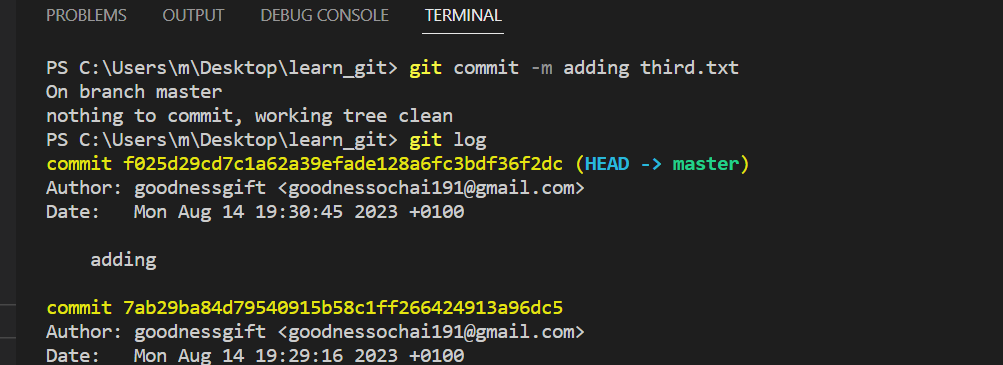 PROBLEMS OUTPUT DEBUG CONSOLE TERMINAL
PS C:\Users\m\Desktop\learn_git> git commit -m adding third.txt
On branch master
nothing to commit, working tree clean
PS C:\Users\m\Desktop\learn_git> git log
commit f025d29cd7c1a62a39efade128a6fc3bdf36f2dc (HEAD -> master)
Author: goodnessgift <goodnessochai191@gmail.com>
Date:   Mon Aug 14 19:30:45 2023 +0100
    adding
commit 7ab29ba84d79540915b58c1ff266424913a96dc5
Author: goodnessgift <goodnessochai191@gmail.com>
Date:   Mon Aug 14 19:29:16 2023 +0100